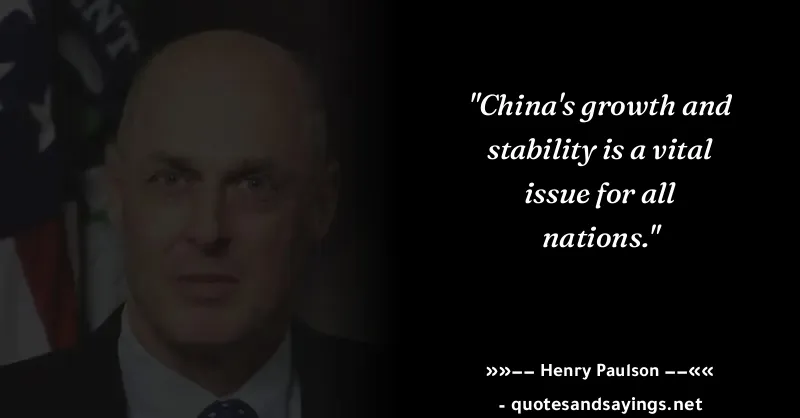 "China's growth and
stability is a vital
issue for all
nations."
»»–– Henry Paulson ––««
- quotesandsayings.net